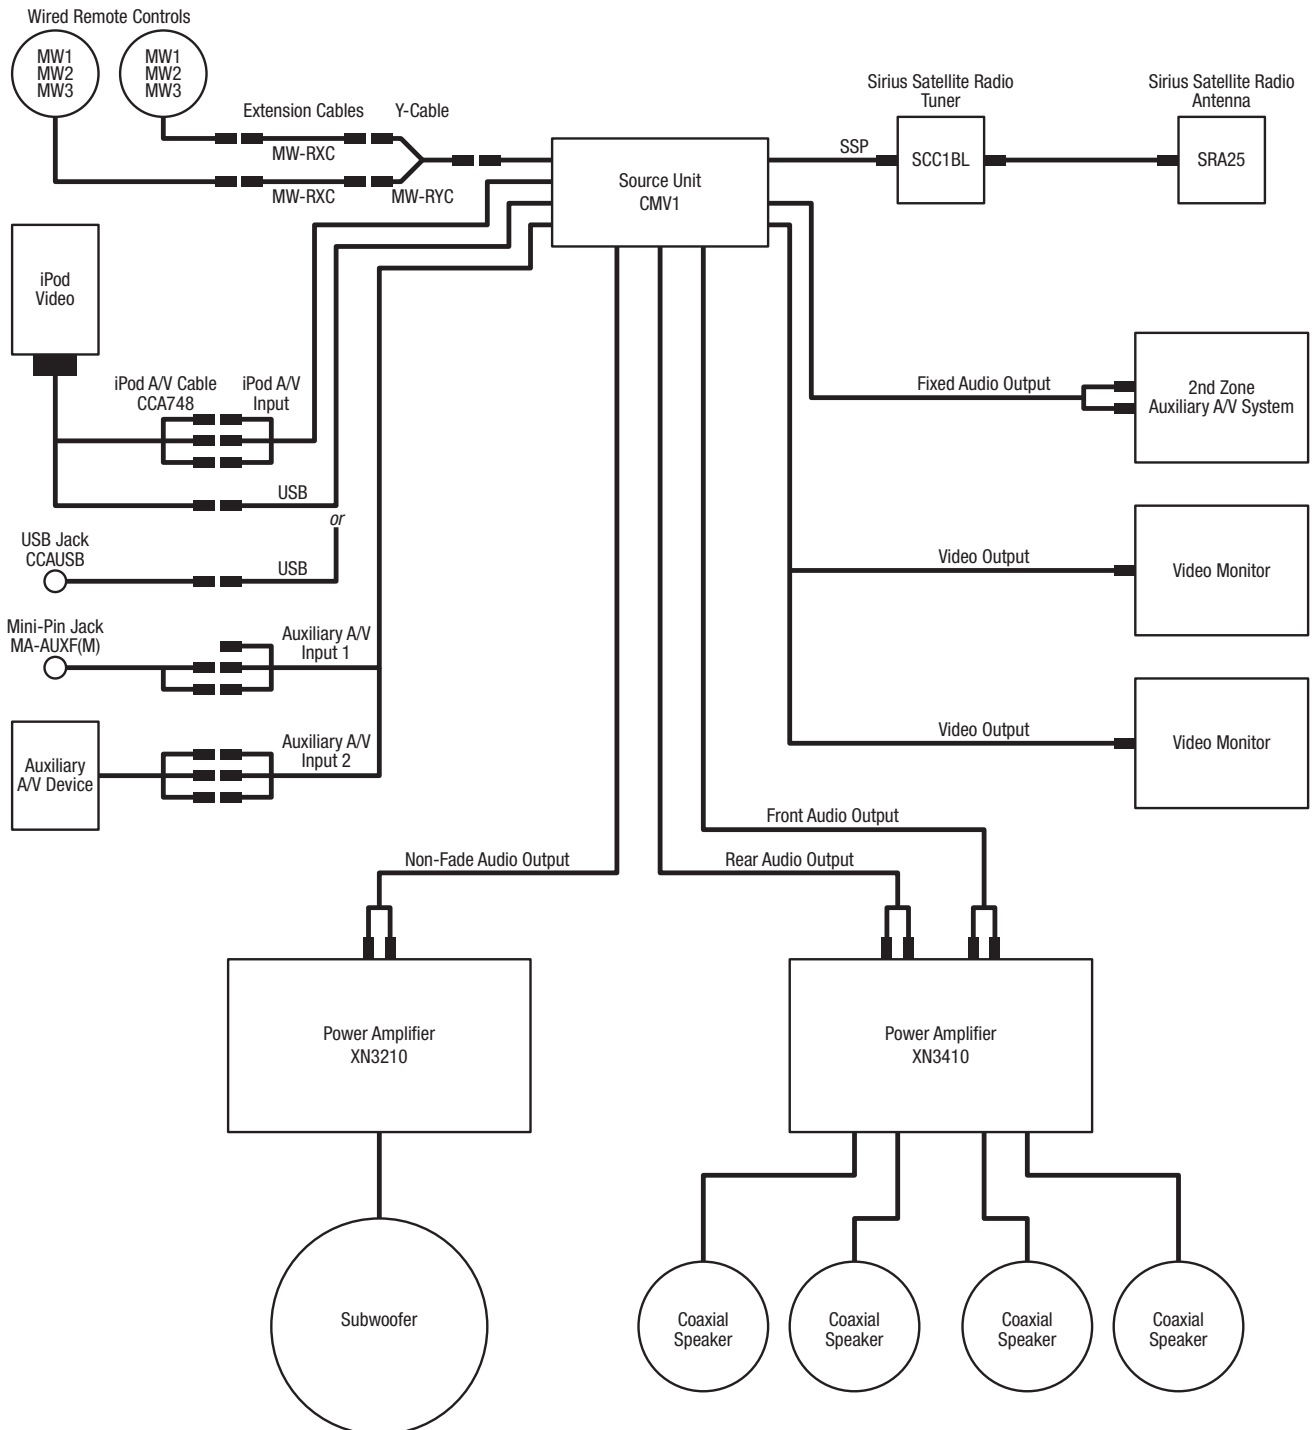 Wired Remote Controls
MW1
MW2
MW3
MW1
MW2
MW3
Extension Cables
Y-Cable
MW-RXC
MW-RXC
MW-RYC
Source Unit
CMV1
SSP
Sirius Satellite Radio
Tuner
SCC1BL
Sirius Satellite Radio
Antenna
SRA25
iPod
Video
iPod A/V Cable
CCA748
iPod A/V
Input
USB
or
USB Jack
CCAUSB
USB
Mini-Pin Jack
MA-AUXF(M)
Auxiliary A/V
Input 1
Auxiliary
A/V Device
Auxiliary A/V
Input 2
Fixed Audio Output
2nd Zone
Auxiliary A/V System
Video Output
Video Monitor
Video Output
Video Monitor
Front Audio Output
Non-Fade Audio Output
Rear Audio Output
Power Amplifier
XN3210
Power Amplifier
XN3410
Subwoofer
Coaxial
Speaker
Coaxial
Speaker
Coaxial
Speaker
Coaxial
Speaker